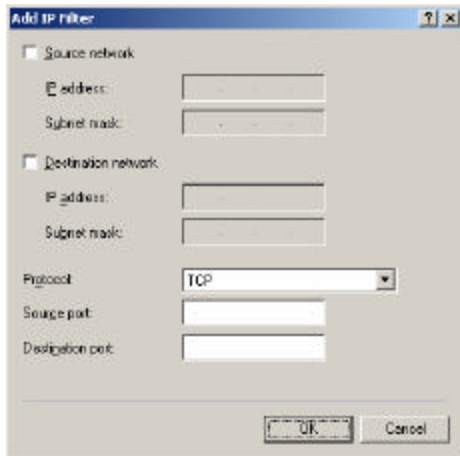 Add IP Filter
Source network
IP address:
Subnet mask:
Destination network
IP address:
Subnet mask:
Protocol:
TCP
Source port:
Destination port:
OK
Cancel